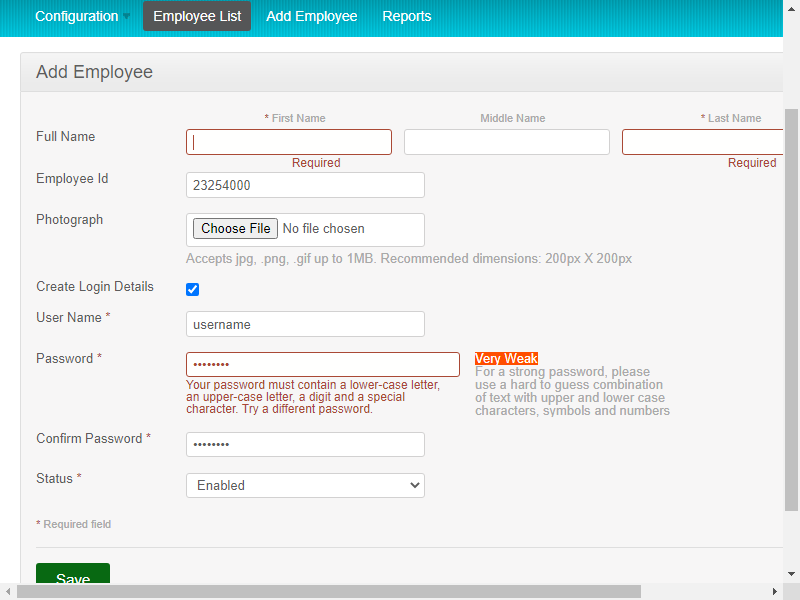 Configuration Employee List Add Employee Reports
Add Employee
* First Name Middle Name * Last Name
Full Name
Required Required
Employee Id 23254000
Photograph Choose File No file chosen
Accepts jpg, .png, .gif up to 1MB. Recommended dimensions: 200px X 200px
Create Login Details
User Name * username
Password * •••••••• Very Weak
Your password must contain a lower-case letter,
an upper-case letter, a digit and a special
character. Try a different password.
For a strong password, please
use a hard to guess combination
of text with upper and lower case
characters, symbols and numbers
Confirm Password * ••••••••
Status * Enabled
* Required field
Save